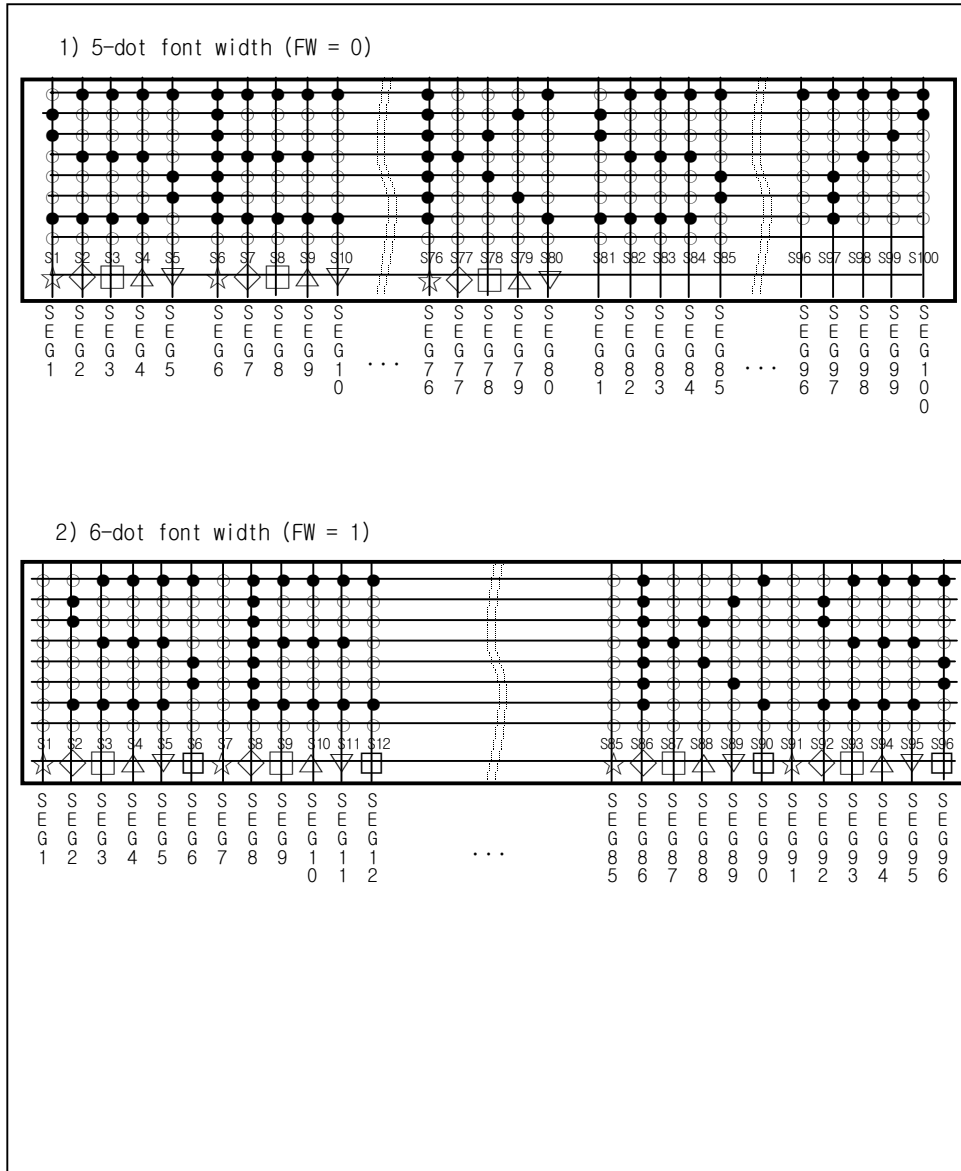 1) 5-dot font width (FW = 0)
S1 S2 S3 S4 S5 S6 S7 S8 S9 S10 S76 S77 S78 S79 S80 S81 S82 S83 S84 S85 S96 S97 S98 S99 S100
SEG1 SEG2 SEG3 SEG4 SEG5 SEG6 SEG7 SEG8 SEG9 SEG10 ... SEG76 SEG77 SEG78 SEG79 SEG80 SEG81 SEG82 SEG83 SEG84 SEG85 ... SEG96 SEG97 SEG98 SEG99 SEG100
2) 6-dot font width (FW = 1)
S1 S2 S3 S4 S5 S6 S7 S8 S9 S10 S11 S12 S85 S86 S87 S88 S89 S90 S91 S92 S93 S94 S95 S96
SEG1 SEG2 SEG3 SEG4 SEG5 SEG6 SEG7 SEG8 SEG9 SEG10 SEG11 SEG12 ... SEG85 SEG86 SEG87 SEG88 SEG89 SEG90 SEG91 SEG92 SEG93 SEG94 SEG95 SEG96